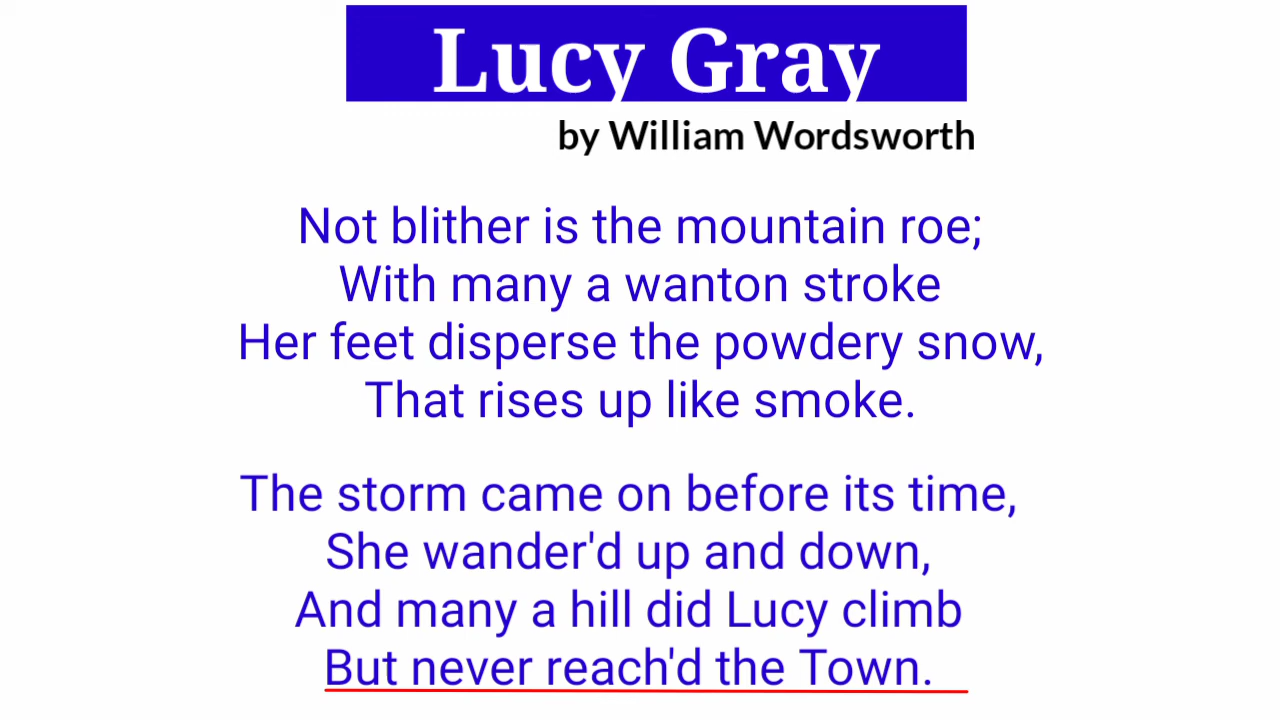 Lucy Gray
by William Wordsworth
Not blither is the mountain roe;
With many a wanton stroke
Her feet disperse the powdery snow,
That rises up like smoke.
The storm came on before its time,
She wander'd up and down,
And many a hill did Lucy climb
But never reach'd the Town.